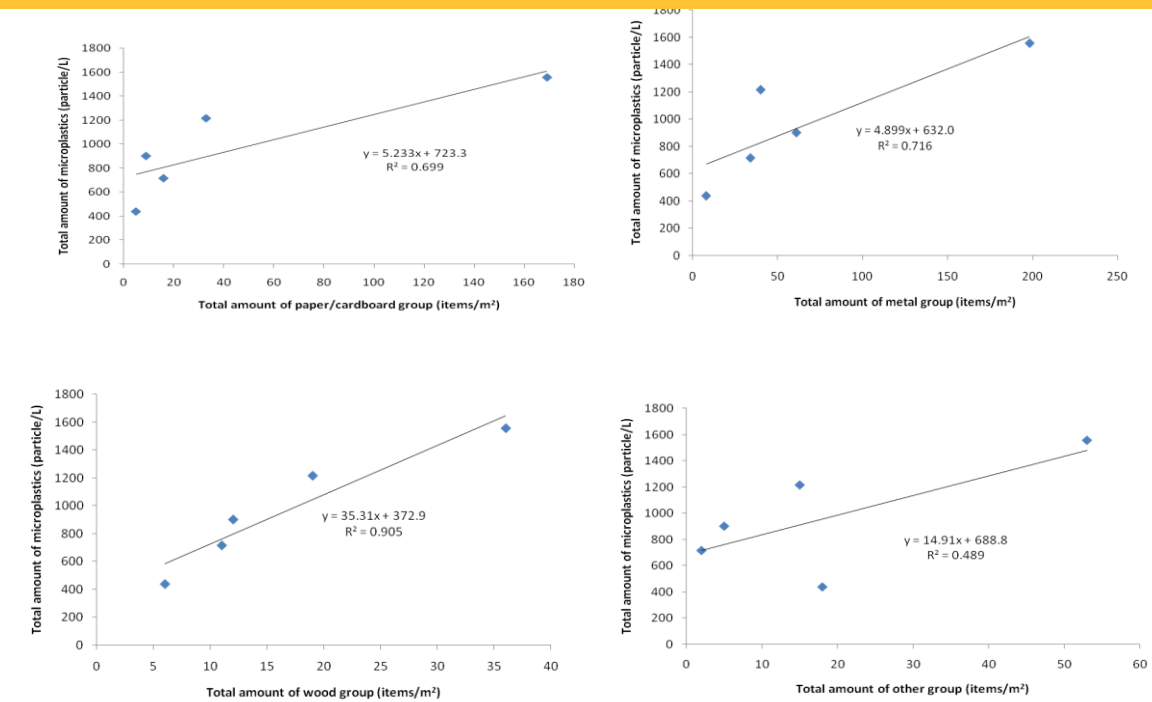 Total amount of microplastics (particle/L)
1800
1600
1400
1200
1000
800
600
400
200
0
0 20 40 60 80 100 120 140 160 180
y = 5.233x + 723.3
R² = 0.699
Total amount of paper/cardboard group (items/m²)
Total amount of microplastics (particle/L)
1800
1600
1400
1200
1000
800
600
400
200
0
0 50 100 150 200 250
y = 4.899x + 632.0
R² = 0.716
Total amount of metal group (items/m²)
Total amount of microplastics (particle/L)
1800
1600
1400
1200
1000
800
600
400
200
0
0 5 10 15 20 25 30 35 40
y = 35.31x + 372.9
R² = 0.905
Total amount of wood group (items/m²)
Total amount of microplastics (particle/L)
1800
1600
1400
1200
1000
800
600
400
200
0
0 10 20 30 40 50 60
y = 14.91x + 688.8
R² = 0.489
Total amount of other group (items/m²)